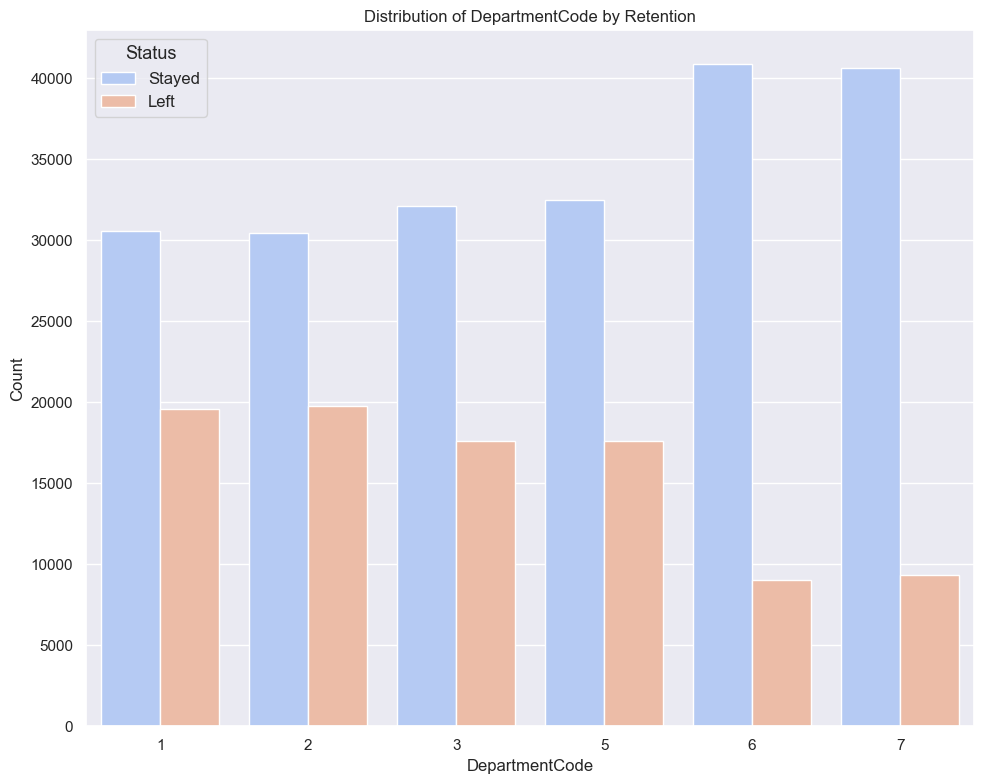 Distribution of DepartmentCode by Retention
Status
Stayed
Left
40000
35000
30000
25000
20000
15000
10000
5000
0
Count
1 2 3 5 6 7
DepartmentCode